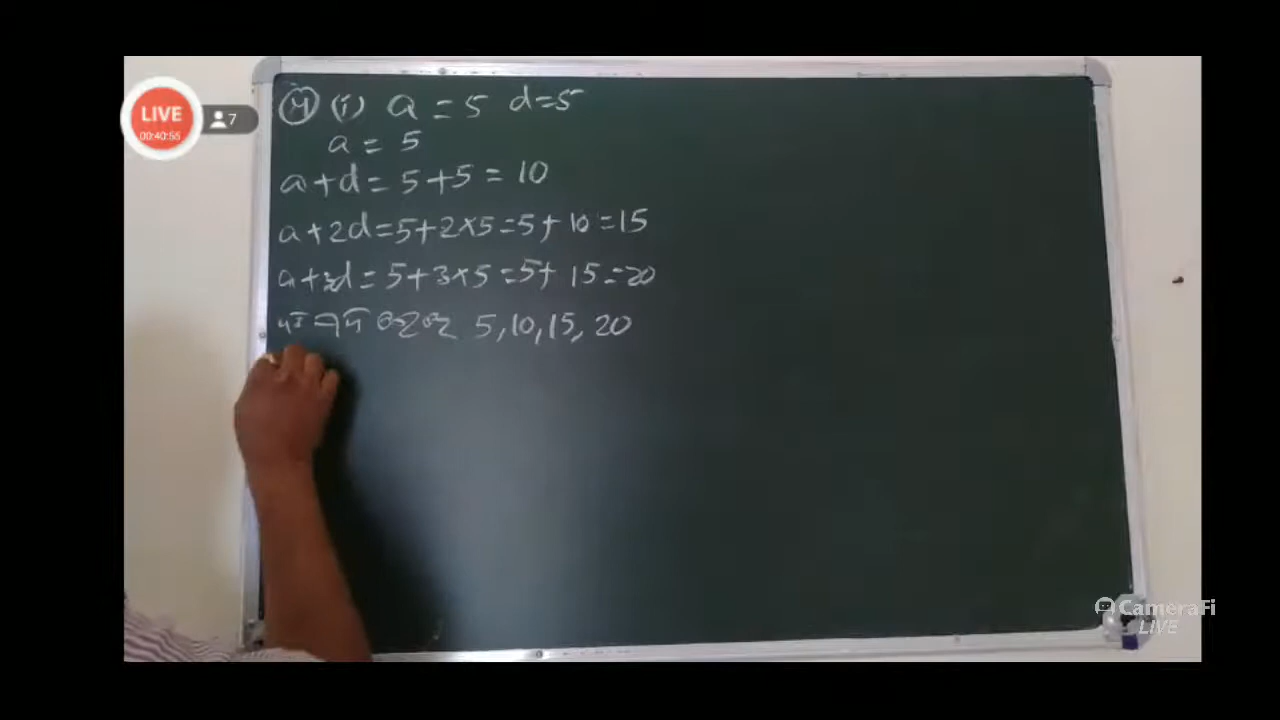 LIVE
00:40:55
7
(i) a = 5 d=5
a = 5
a+d = 5+5 = 10
a+2d=5+2×5=5+10=15
a+3d = 5+3×5=5+ 15=20
5,10,15, 20
CameraFi
LIVE